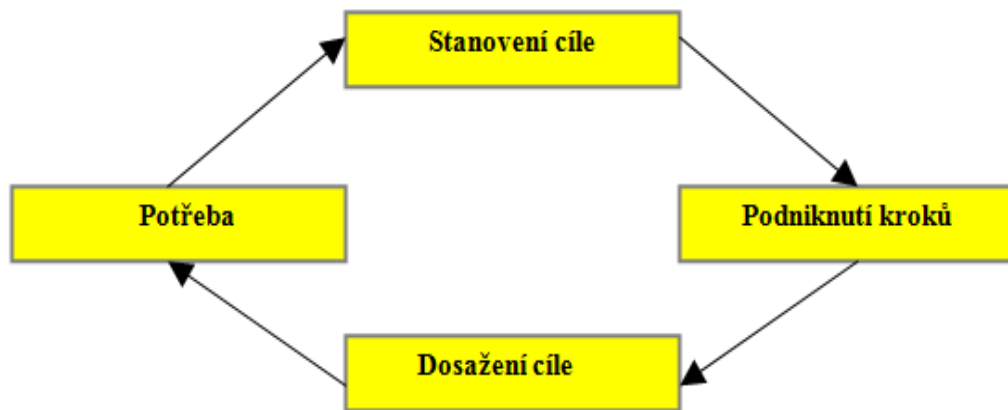 Stanovení cíle
Potřeba
Podniknutí kroků
Dosažení cíle